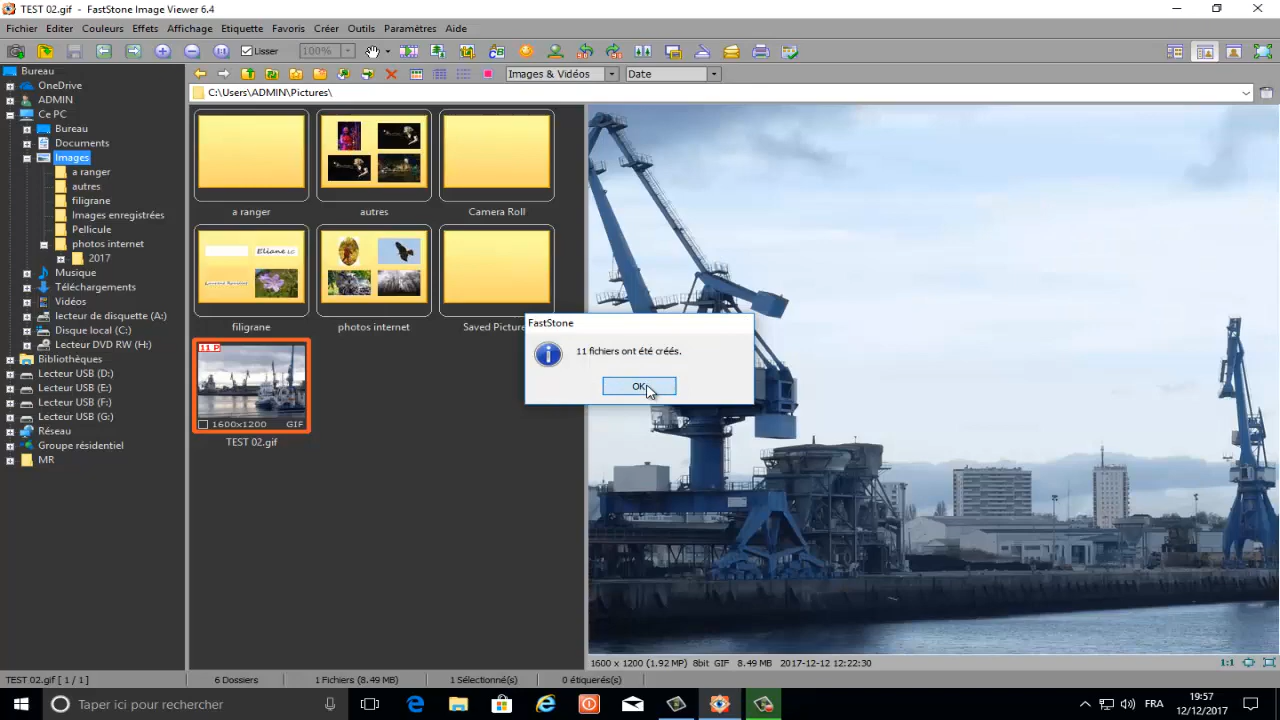 TEST 02.gif - FastStone Image Viewer 6.4
Fichier Editer Couleurs Effets Affichage Etiquette Favoris Créer Outils Paramètres Aide
Lisser 100%
Bureau
OneDrive
ADMIN
Ce PC
Bureau
Documents
Images
a ranger
autres
filigrane
Images enregistrées
Pellicule
photos internet
2017
Musique
Téléchargements
Vidéos
lecteur de disquette (A:)
Disque local (C:)
Lecteur DVD RW (H:)
Bibliothèques
Lecteur USB (D:)
Lecteur USB (E:)
Lecteur USB (F:)
Lecteur USB (G:)
Réseau
Groupe résidentiel
MR
Images & Vidéos Date
C:\Users\ADMIN\Pictures\
a ranger autres Camera Roll
Eliane
filigrane photos internet Saved Picture
11 P
1600x1200 GIF
TEST 02.gif
FastStone
11 fichiers ont été créés.
OK
1600 x 1200 (1.92 MP) 8bit GIF 8.49 MB 2017-12-12 12:22:30
1:1
TEST 02.gif [ 1 / 1 ] 6 Dossiers 1 Fichiers (8.49 MB) 1 Sélectionné(s) 0 étiquetés(s)
Taper ici pour rechercher
FRA
19:57
12/12/2017